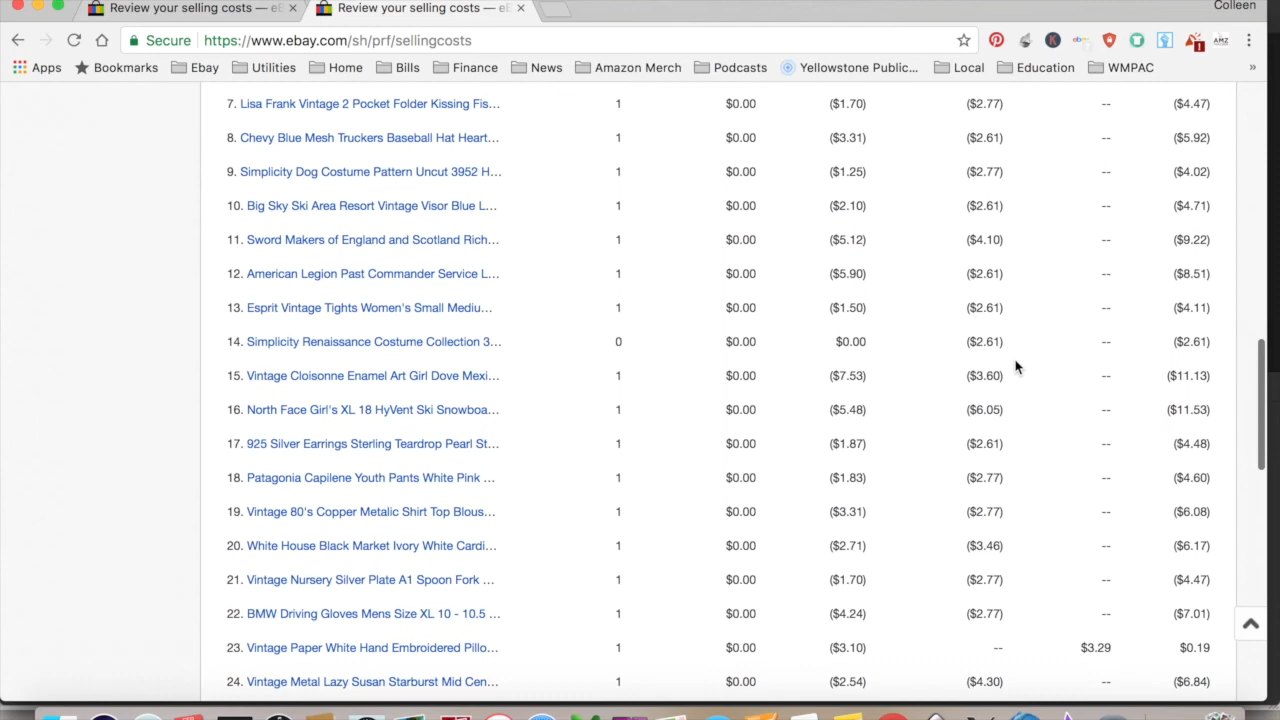 Review your selling costs — eB
Review your selling costs — eB
Colleen
Secure https://www.ebay.com/sh/prf/sellingcosts
Apps Bookmarks Ebay Utilities Home Bills Finance News Amazon Merch Podcasts Yellowstone Public... Local Education WMPAC »
7. Lisa Frank Vintage 2 Pocket Folder Kissing Fis... 1 $0.00 ($1.70) ($2.77) -- ($4.47)
8. Chevy Blue Mesh Truckers Baseball Hat Heart... 1 $0.00 ($3.31) ($2.61) -- ($5.92)
9. Simplicity Dog Costume Pattern Uncut 3952 H... 1 $0.00 ($1.25) ($2.77) -- ($4.02)
10. Big Sky Ski Area Resort Vintage Visor Blue L... 1 $0.00 ($2.10) ($2.61) -- ($4.71)
11. Sword Makers of England and Scotland Rich... 1 $0.00 ($5.12) ($4.10) -- ($9.22)
12. American Legion Past Commander Service L... 1 $0.00 ($5.90) ($2.61) -- ($8.51)
13. Esprit Vintage Tights Women's Small Mediu... 1 $0.00 ($1.50) ($2.61) -- ($4.11)
14. Simplicity Renaissance Costume Collection 3... 0 $0.00 $0.00 ($2.61) -- ($2.61)
15. Vintage Cloisonne Enamel Art Girl Dove Mexi... 1 $0.00 ($7.53) ($3.60) -- ($11.13)
16. North Face Girl's XL 18 HyVent Ski Snowboa... 1 $0.00 ($5.48) ($6.05) -- ($11.53)
17. 925 Silver Earrings Sterling Teardrop Pearl St... 1 $0.00 ($1.87) ($2.61) -- ($4.48)
18. Patagonia Capilene Youth Pants White Pink ... 1 $0.00 ($1.83) ($2.77) -- ($4.60)
19. Vintage 80's Copper Metalic Shirt Top Blous... 1 $0.00 ($3.31) ($2.77) -- ($6.08)
20. White House Black Market Ivory White Cardi... 1 $0.00 ($2.71) ($3.46) -- ($6.17)
21. Vintage Nursery Silver Plate A1 Spoon Fork ... 1 $0.00 ($1.70) ($2.77) -- ($4.47)
22. BMW Driving Gloves Mens Size XL 10 - 10.5 ... 1 $0.00 ($4.24) ($2.77) -- ($7.01)
23. Vintage Paper White Hand Embroidered Pillo... 1 $0.00 ($3.10) -- $3.29 $0.19
24. Vintage Metal Lazy Susan Starburst Mid Cen... 1 $0.00 ($2.54) ($4.30) -- ($6.84)